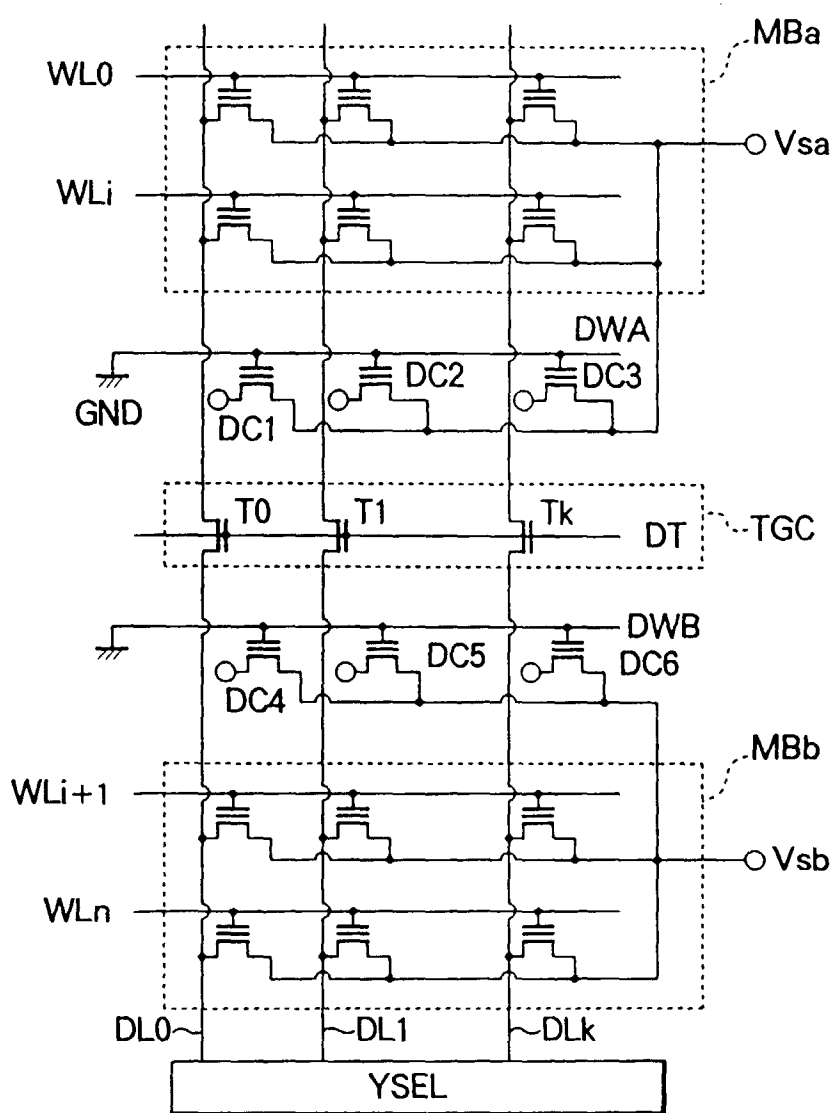 MBa
WL0
Vsa
WLi
DWA
DC2
DC3
GND
DC1
T0
T1
Tk
DT
TGC
DWB
DC5
DC6
DC4
MBb
WLi+1
Vsb
WLn
DL0
DL1
DLk
YSEL